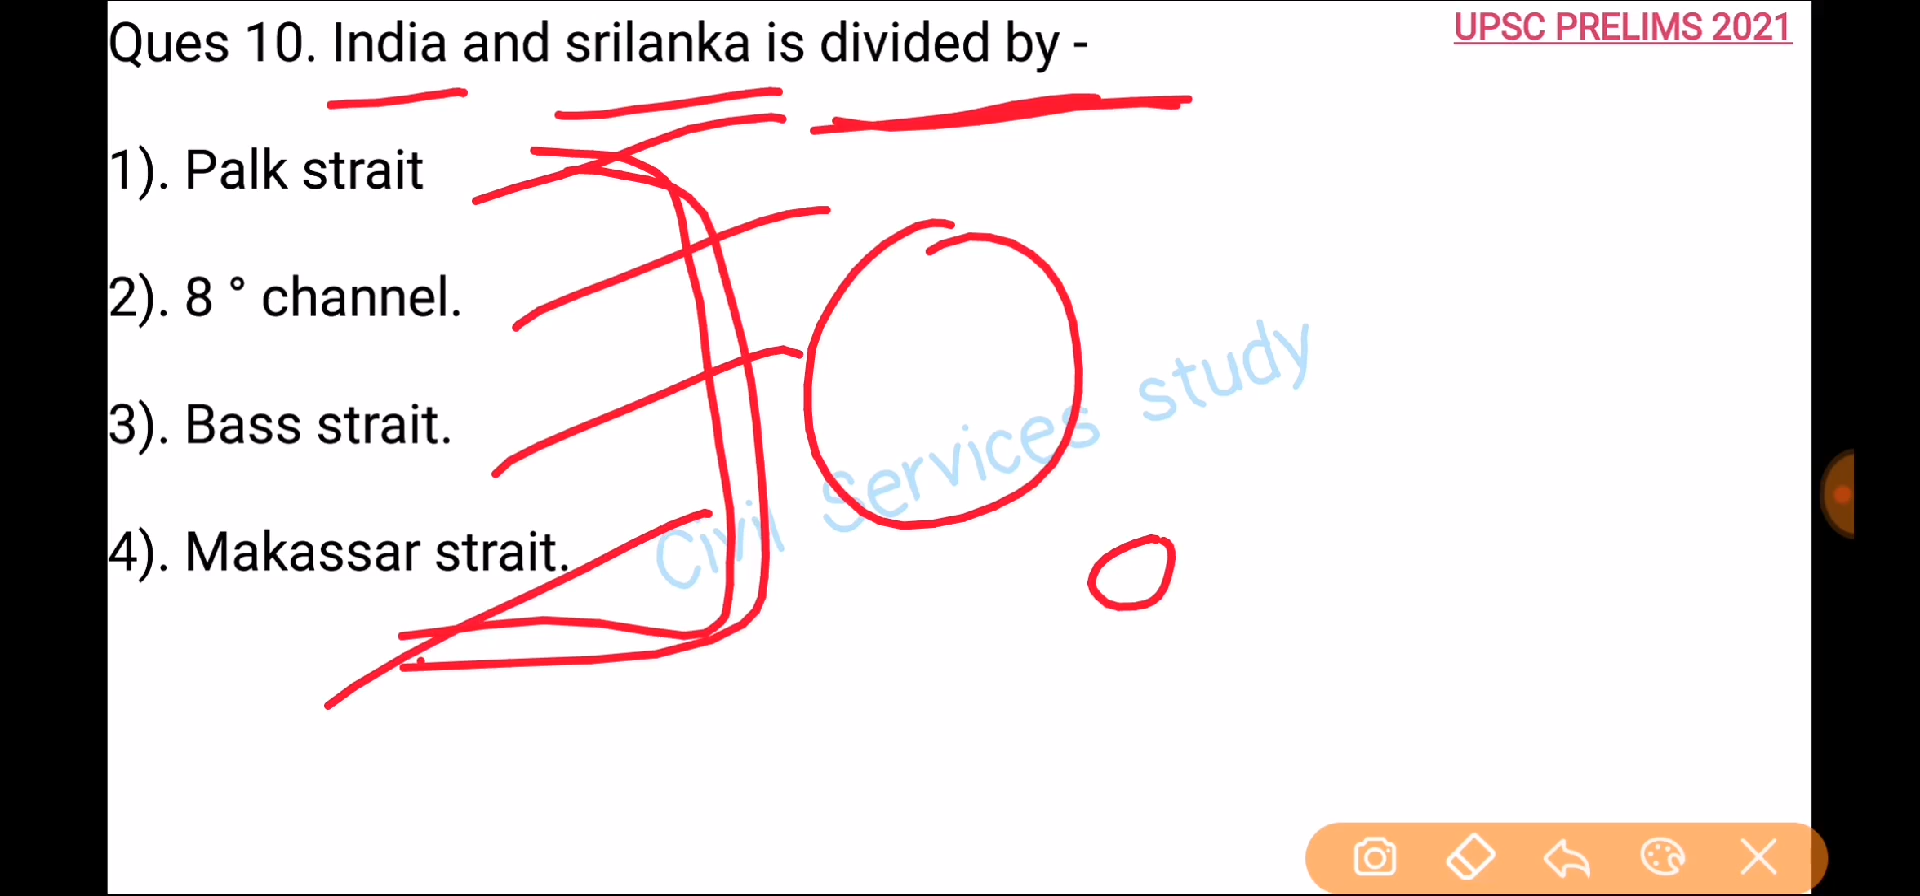 Ques 10. India and srilanka is divided by -
UPSC PRELIMS 2021
1). Palk strait
2). 8 ° channel.
3). Bass strait.
4). Makassar strait.
Civil Services study